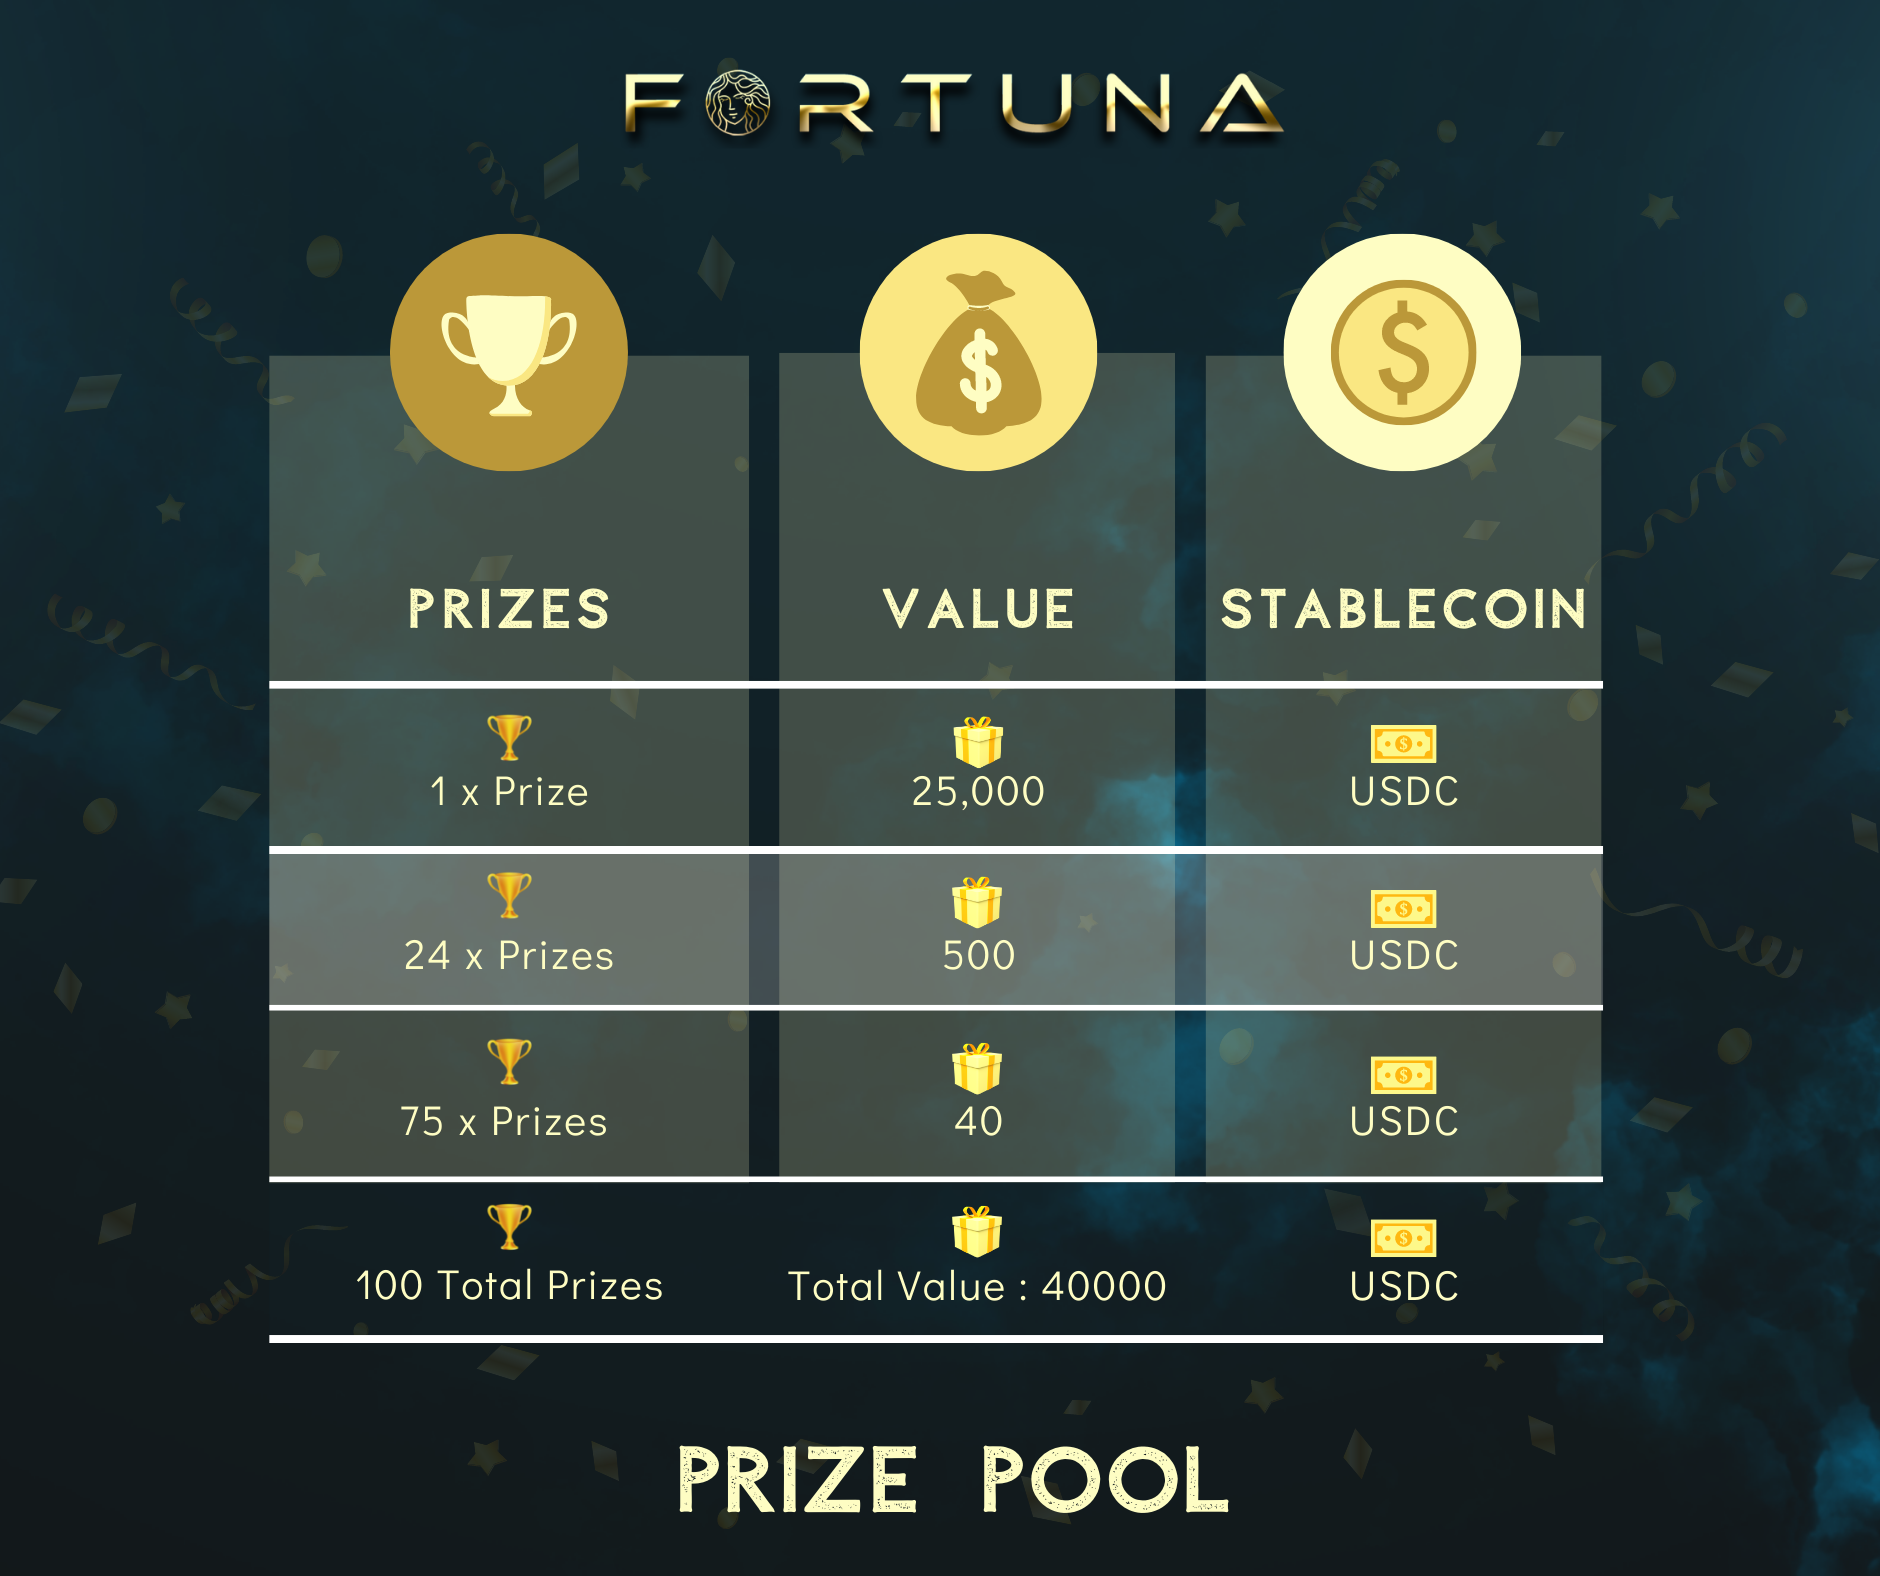 FORTUNA
PRIZES VALUE STABLECOIN
1 x Prize 25,000 USDC
24 x Prizes 500 USDC
75 x Prizes 40 USDC
100 Total Prizes Total Value : 40000 USDC
PRIZE POOL